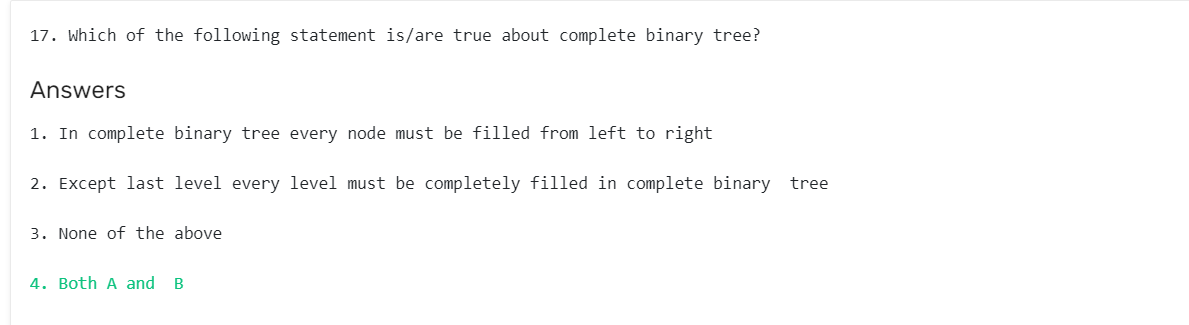 17. Which of the following statement is/are true about complete binary tree?
Answers
1. In complete binary tree every node must be filled from left to right
2. Except last level every level must be completely filled in complete binary  tree
3. None of the above
4. Both A and  B